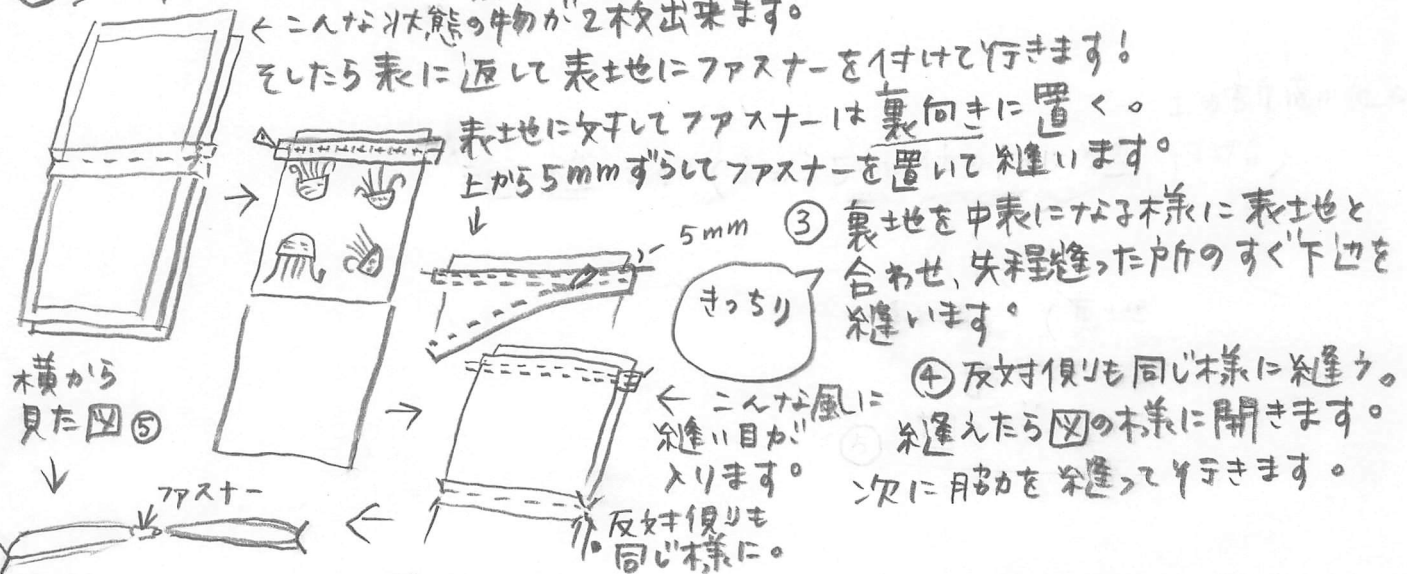 ←こんな状態の物が2枚出来ます。
そしたら表に返して表地にファスナーを付けて行きます!
表地に対してファスナーは裏向きに置く。
上から5mmずらしてファスナーを置いて縫います。
↓
5mm
きっちり
③ 裏地を中表になる様に表地と
合わせ、先程縫った所のすぐ下辺を
縫います。
④反対側も同じ様に縫う。
縫えたら図の様に開きます。
次に脇を縫って行きます。
← こんな風に
縫い目が
入ります。
反対側も
同じ様に。
横から
見た図⑤
↓
ファスナー